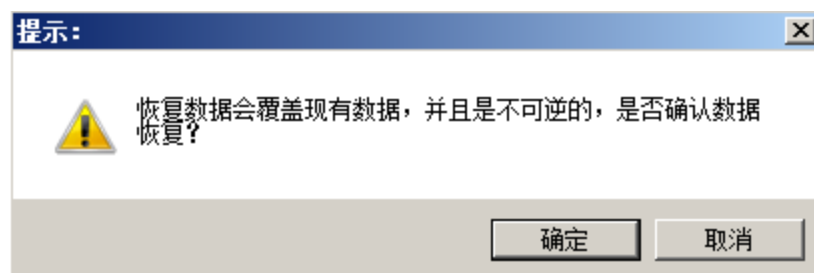 提示:
恢复数据会覆盖现有数据，并且是不可逆的，是否确认数据
恢复?
确定
取消